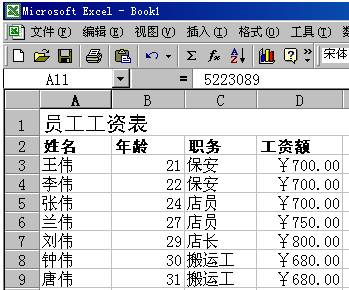 Microsoft Excel - Book1
文件(F) 编辑(E) 视图(V) 插入(I) 格式(O) 工具(T)
Σ f× A Z ? 宋体
A11 = 5223089
A B C D
1 员工工资表
2 姓名 年龄 职务 工资额
3 王伟 21 保安 ￥700.00
4 李伟 22 保安 ￥700.00
5 张伟 24 店员 ￥700.00
6 兰伟 27 店员 ￥750.00
7 刘伟 29 店长 ￥800.00
8 钟伟 30 搬运工 ￥680.00
9 唐伟 31 搬运工 ￥680.00